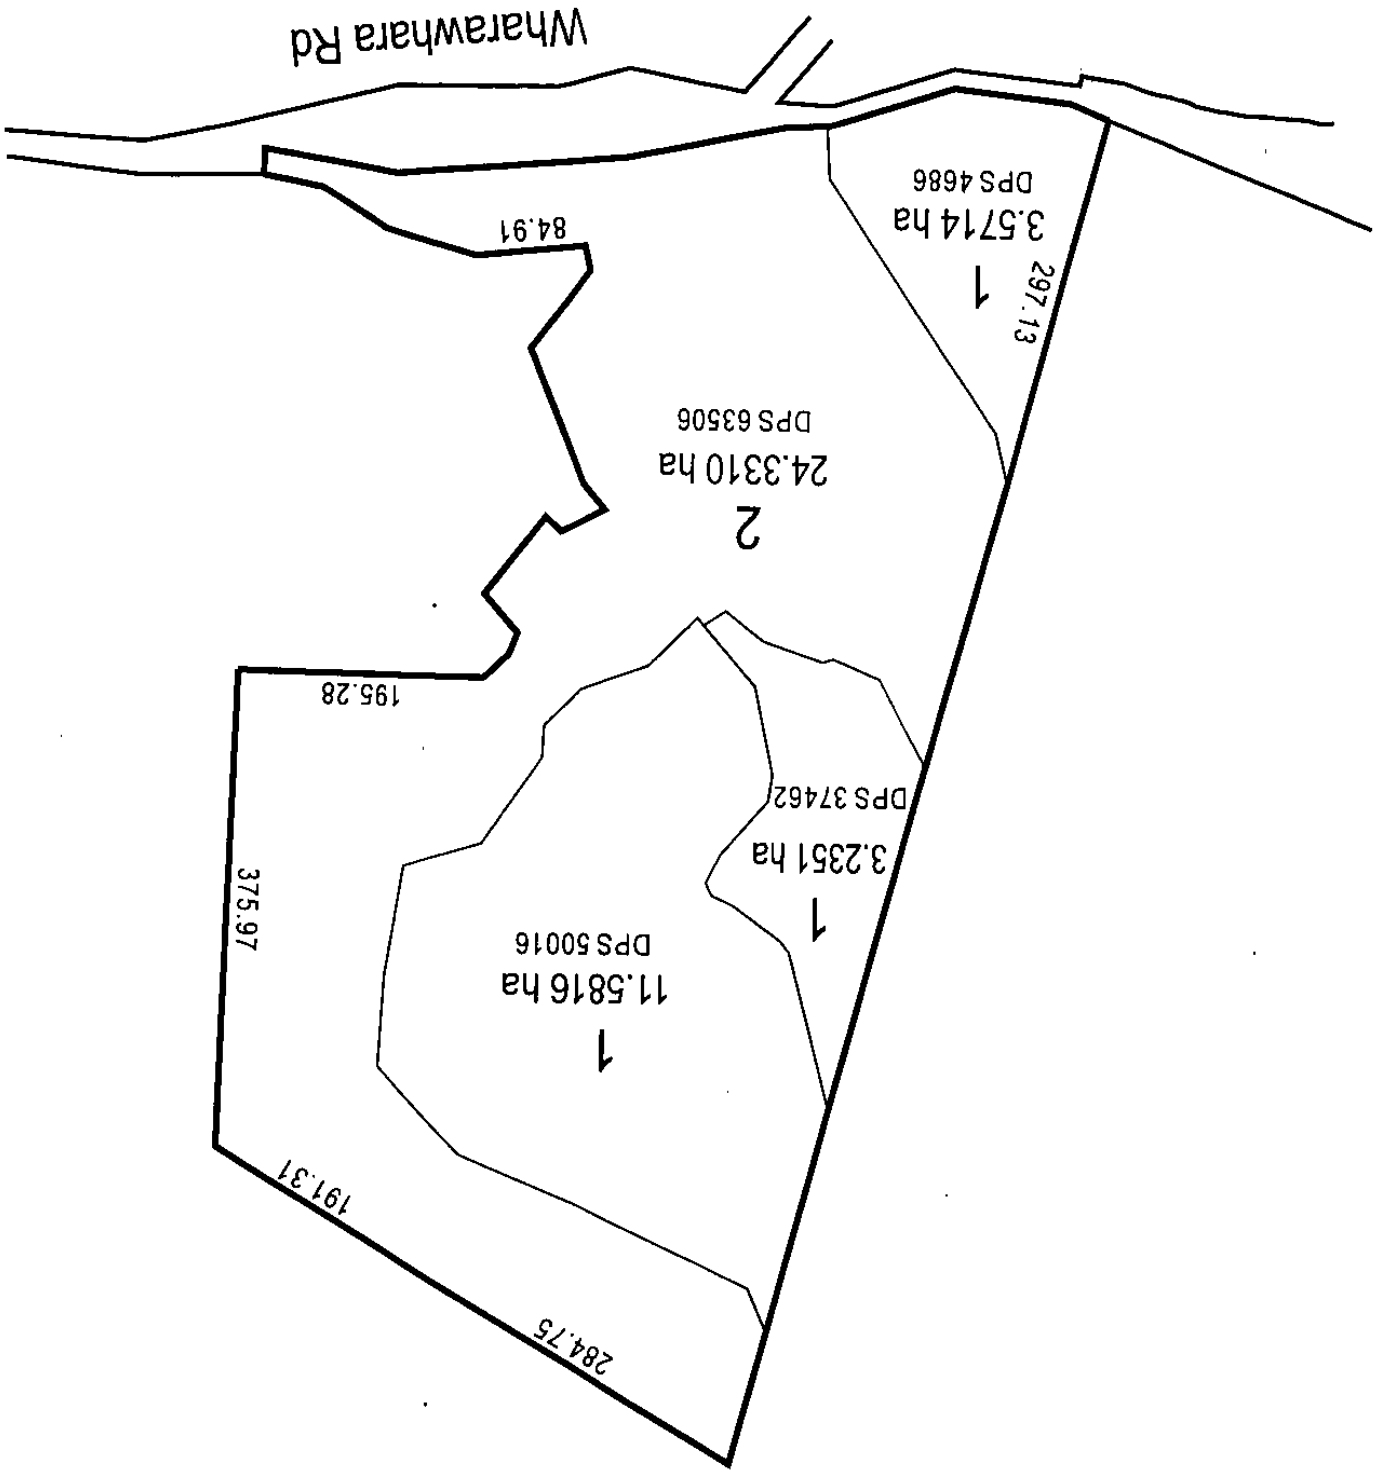 284.75
191.31
1
11.5816 ha
DPS 50016
375.97
1
3.2351 ha
DPS 37462
195.28
2
24.3310 ha
DPS 63506
297.13
1
3.5714 ha
DPS 4686
84.91
Wharawhara Rd